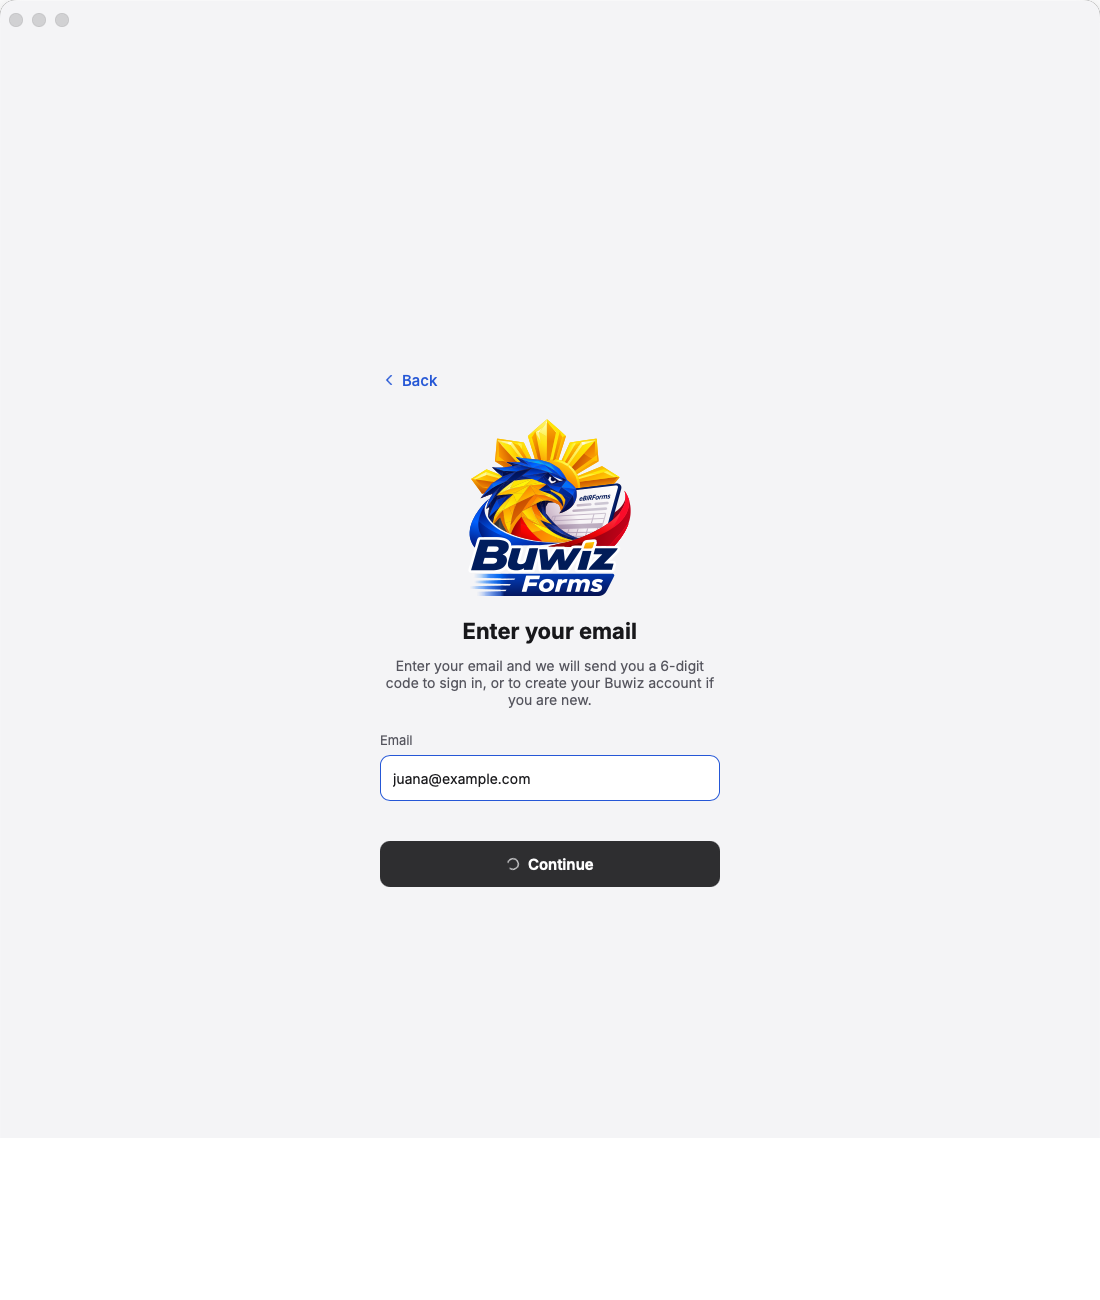 Back
eBIRForms
Buwiz
Forms
Enter your email
Enter your email and we will send you a 6-digit
code to sign in, or to create your Buwiz account if
you are new.
Email
juana@example.com
Continue